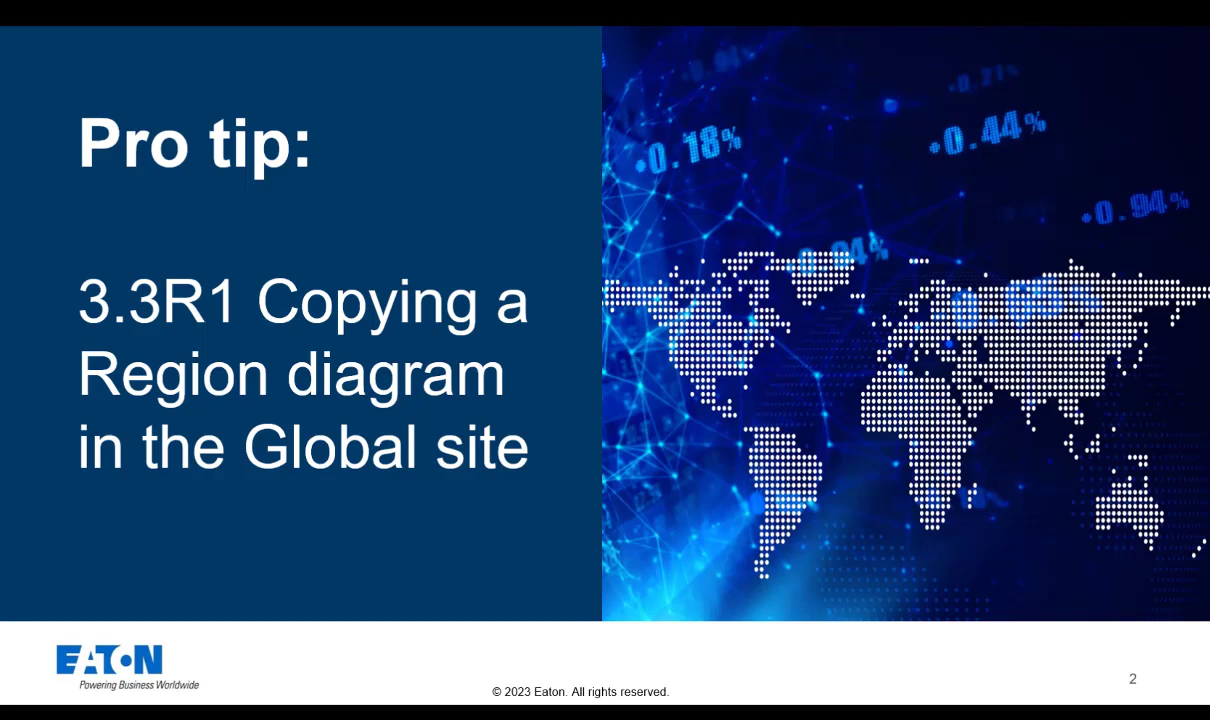 Pro tip:
3.3R1 Copying a
Region diagram
in the Global site
+0.18%
+0.44%
+0.94%
EATON
Powering Business Worldwide
© 2023 Eaton. All rights reserved.
2